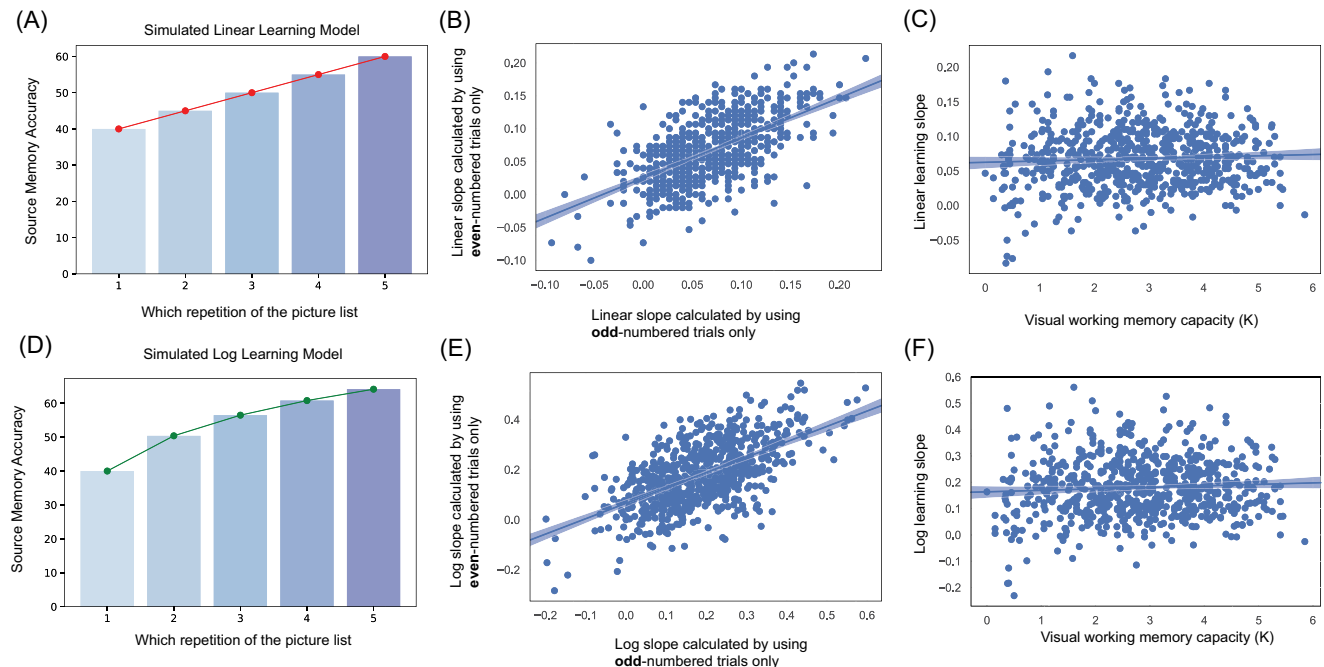 (A)
Simulated Linear Learning Model
Source Memory Accuracy
60
50
40
30
20
10
0
1 2 3 4 5
Which repetition of the picture list
(B)
Linear slope calculated by using
even-numbered trials only
0.20
0.15
0.10
0.05
0.00
−0.05
−0.10
−0.10 −0.05 0.00 0.05 0.10 0.15 0.20
Linear slope calculated by using
odd-numbered trials only
(C)
Linear learning slope
0,20
0,15
0,10
0.05
0.00
−0.05
0 1 2 3 4 5 6
Visual working memory capacity (K)
(D)
Simulated Log Learning Model
Source Memory Accuracy
60
50
40
30
20
10
0
1 2 3 4 5
Which repetition of the picture list
(E)
Log slope calculated by using
even-numbered trials only
0.4
0.2
0.0
−0.2
−0.2 −0.1 0.0 0.1 0.2 0.3 0.4 0.5 0.6
Log slope calculated by using
odd-numbered trials only
(F)
Log learning slope
0,6
0.5
0.4
0.3
0.2
0.1
0,0
−0.1
−0.2
0 1 2 3 4 5 6
Visual working memory capacity (K)